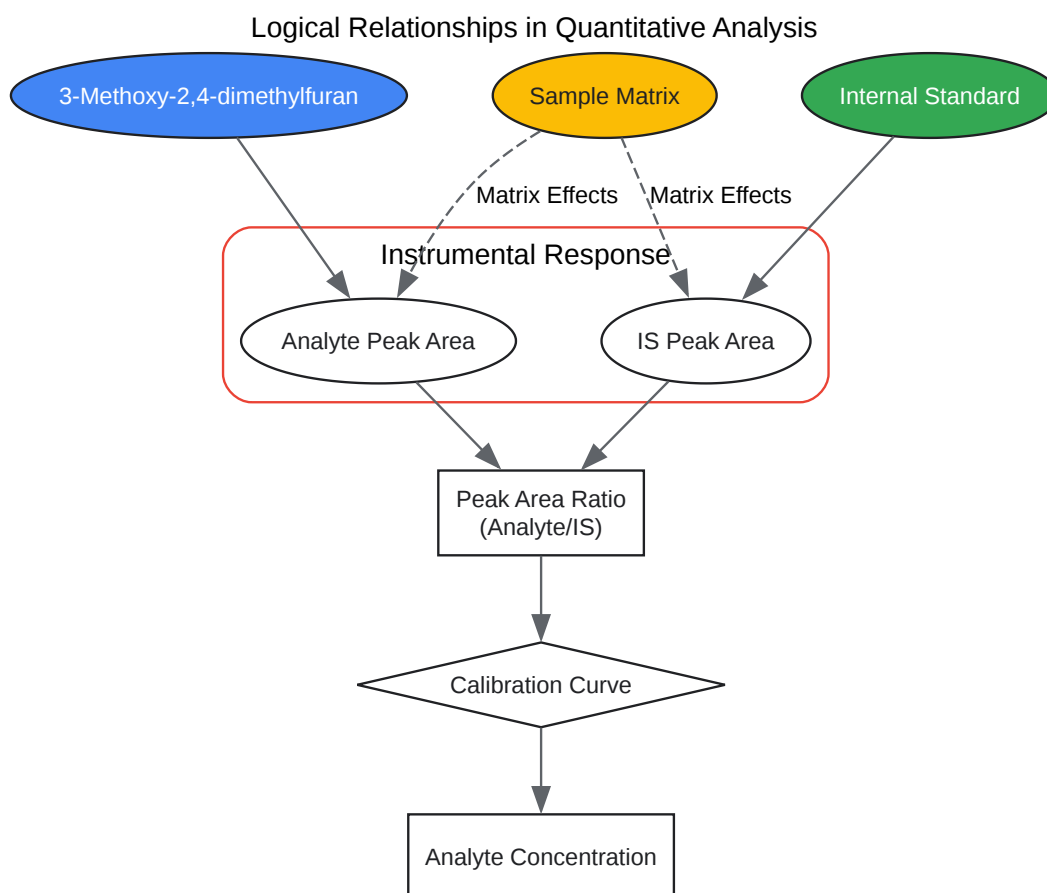 Logical Relationships in Quantitative Analysis
3-Methoxy-2,4-dimethylfuran
Sample Matrix
Internal Standard
Matrix Effects
Matrix Effects
Instrumental Response
Analyte Peak Area
IS Peak Area
Peak Area Ratio
(Analyte/IS)
Calibration Curve
Analyte Concentration